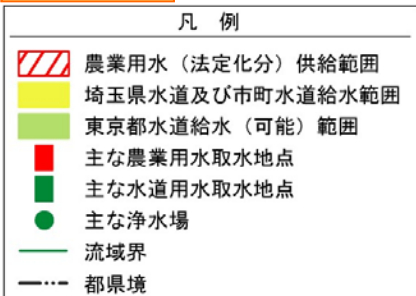 凡 例
農業用水（法定化分）供給範囲
埼玉県水道及び市町水道給水範囲
東京都水道給水（可能）範囲
主な農業用水取水地点
主な水道用水取水地点
主な浄水場
流域界
都県境